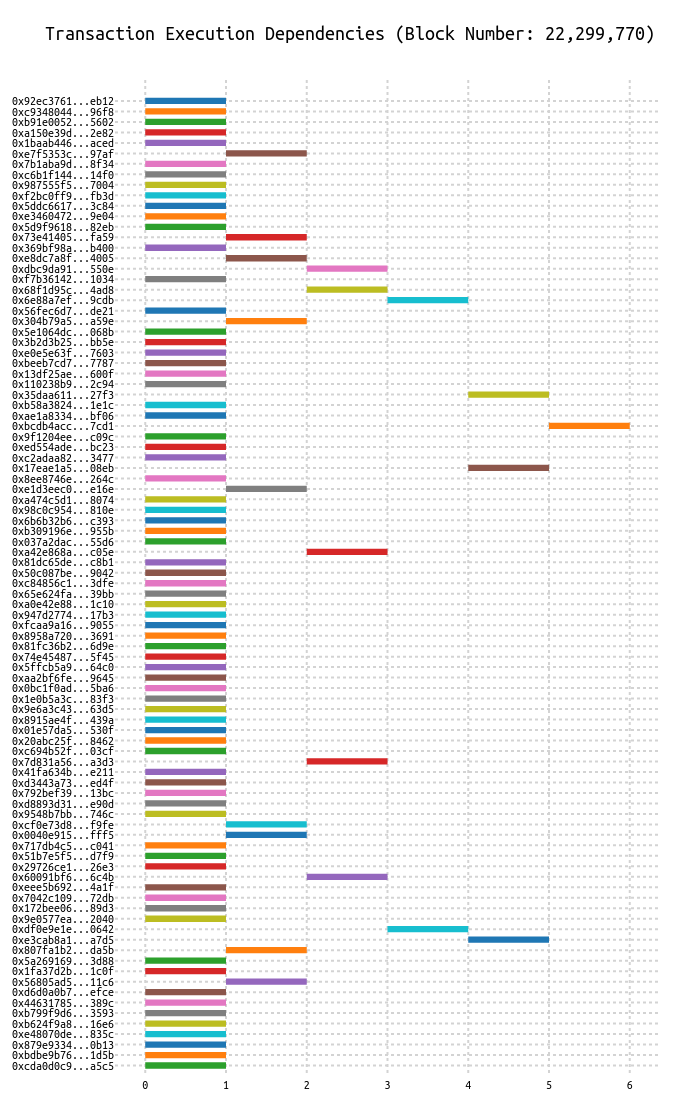 Transaction Execution Dependencies (Block Number: 22,299,770)
0x92ec3761...eb12
0xc9348044...96f8
0xb91e0052...5602
0xa150e39d...2e82
0x1baab446...aced
0xe7f5353c...97af
0x7b1aba9d...8f34
0xc6b1f144...14f0
0x987555f5...7004
0xf2bc0ff9...fb3d
0x5ddc6617...3c84
0xe3460472...9e04
0x5d9f9618...82eb
0x73e41405...fa59
0x369bf98a...b400
0xe8dc7a8f...4005
0xdbc9da91...550e
0xf7b36142...1034
0x68f1d95c...4ad8
0x6e88a7ef...9cdb
0x56fec6d7...de21
0x304b79a5...a59e
0x5e1064dc...068b
0x3b2d3b25...bb5e
0xe0e5e63f...7603
0xbeeb7cd7...7787
0x13df25ae...600f
0x110238b9...2c94
0x35daa611...27f3
0xb58a3824...1e1c
0xae1a8334...bf06
0xbcdb4acc...7cd1
0x9f1204ee...c09c
0xed554ade...bc23
0xc2adaa82...3477
0x17eae1a5...08eb
0x8ee8746e...264c
0xe1d3eec0...e16e
0xa474c5d1...8074
0x98c0c954...810e
0x6b6b32b6...c393
0xb309196e...955b
0x037a2dac...55d6
0xa42e868a...c05e
0x81dc65de...c8b1
0x50c087be...9042
0xc84856c1...3dfe
0x65e624fa...39bb
0xa0e42e88...1c10
0x947d2774...17b3
0xfcaa9a16...9055
0x8958a720...3691
0x81fc36b2...6d9e
0x74e45487...5f45
0x5ffcb5a9...64c0
0xaa2bf6fe...9645
0x0bc1f0ad...5ba6
0x1e0b5a3c...83f3
0x9e6a3c43...63d5
0x8915ae4f...439a
0x01e57da5...530f
0x20abc25f...8462
0xc694b52f...03cf
0x7d831a56...a3d3
0x41fa634b...e211
0xd3443a73...ed4f
0x792bef39...13bc
0xd8893d31...e90d
0x9548b7bb...746c
0xcf0e73d8...f9fe
0x0040e915...fff5
0x717db4c5...c041
0x51b7e5f5...d7f9
0x29726ce1...26e3
0x60091bf6...6c4b
0xeee5b692...4a1f
0x7042c109...72db
0x172bee06...89d3
0x9e0577ea...2040
0xdf0e9e1e...0642
0xe3cab8a1...a7d5
0x807fa1b2...da5b
0x5a269169...3d88
0x1fa37d2b...1c0f
0x56805ad5...11c6
0xd6d0a0b7...efce
0x44631785...389c
0xb799f9d6...3593
0xb624f9a8...16e6
0xe48070de...835c
0x879e9334...0b13
0xbdbe9b76...1d5b
0xcda0d0c9...a5c5
0 1 2 3 4 5 6